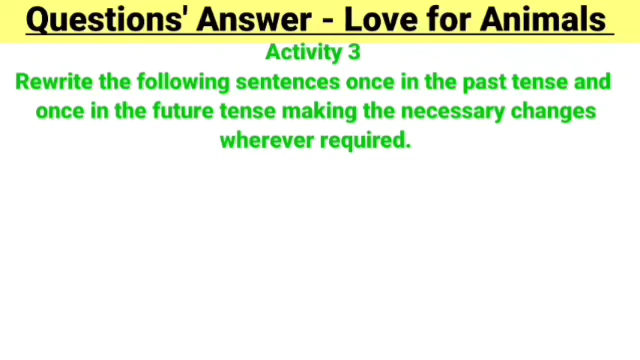 Questions' Answer - Love for Animals
Activity 3
Rewrite the following sentences once in the past tense and
once in the future tense making the necessary changes
wherever required.